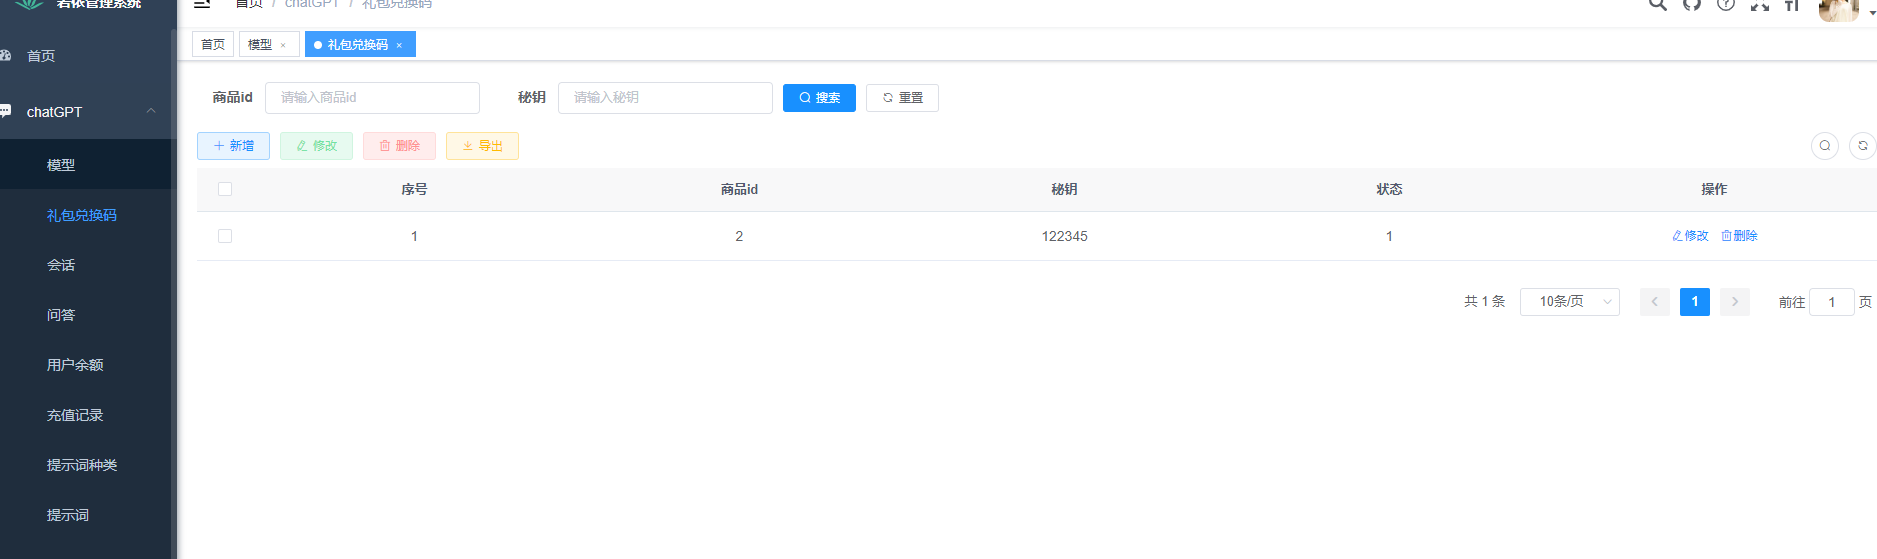 若依管理系统
首页 / chatGPT / 礼包兑换码
首页 模型 × 礼包兑换码 ×
首页
chatGPT
模型
礼包兑换码
会话
问答
用户余额
充值记录
提示词种类
提示词
商品id 请输入商品id 秘钥 请输入秘钥 搜索 重置
新增 修改 删除 导出
序号 商品id 秘钥 状态 操作
1 2 122345 1 修改 删除
共 1 条 10条/页 1 前往 1 页